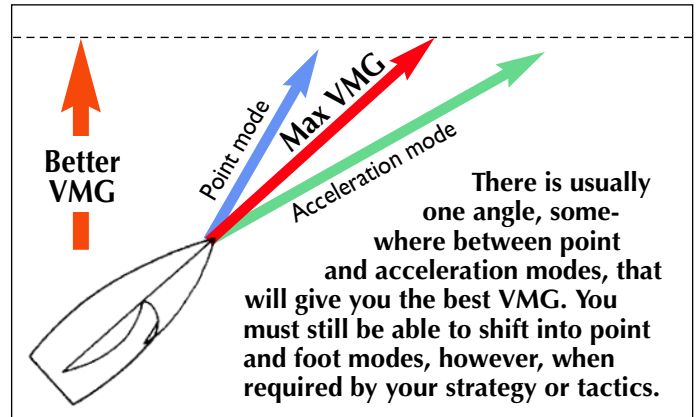 Better
VMG
Point mode
Max VMG
Acceleration mode
There is usually
one angle, some-
where between point
and acceleration modes, that
will give you the best VMG. You
must still be able to shift into point
and foot modes, however, when
required by your strategy or tactics.